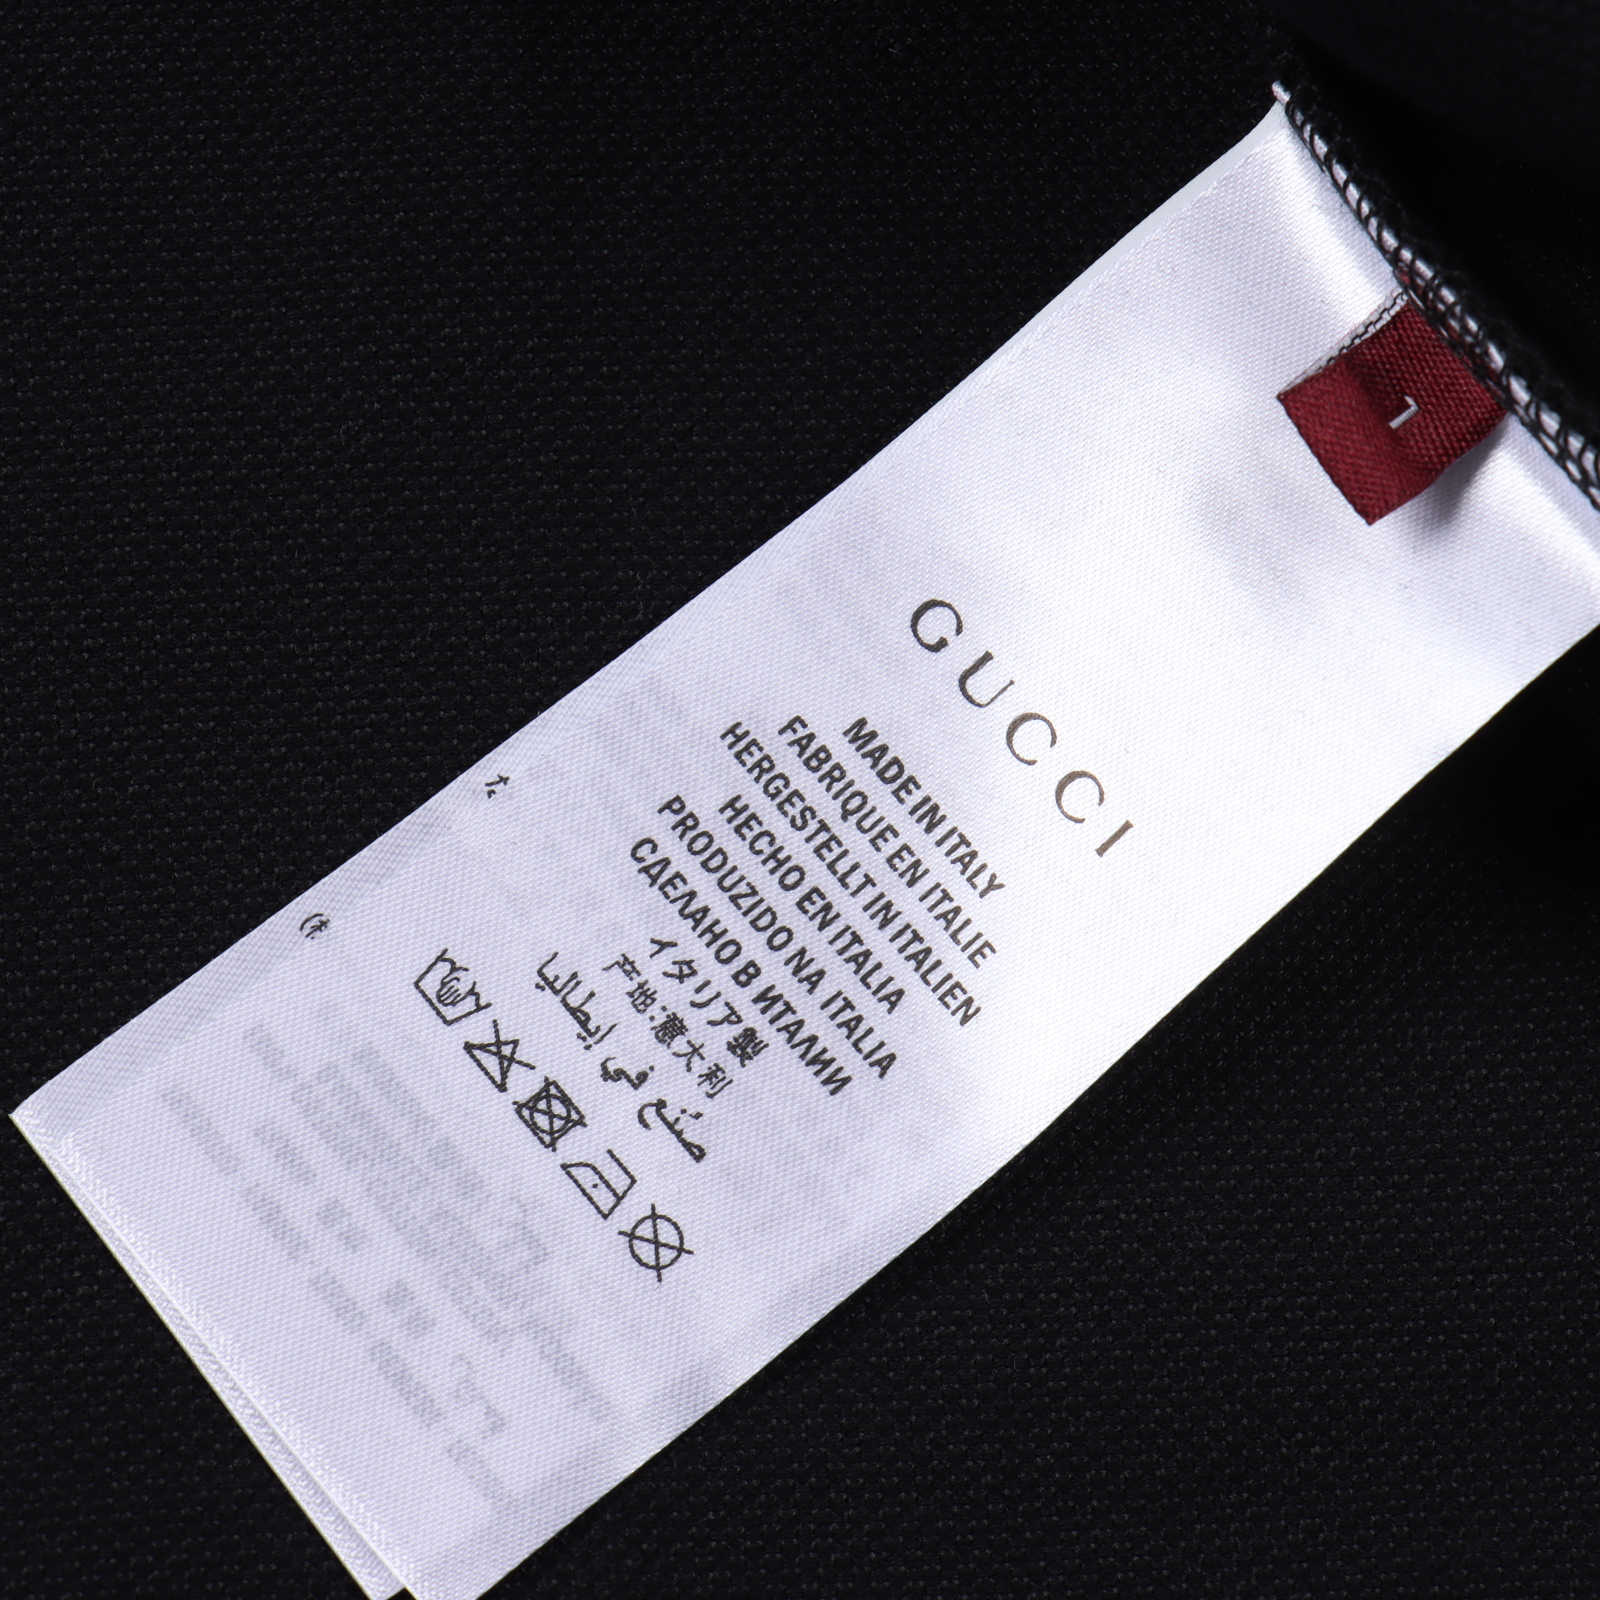 1
GUCCI
MADE IN ITALY
FABRIQUE EN ITALIE
HERGESTELLT IN ITALIEN
HECHO EN ITALIA
PRODUZIDO NA ITALIA
СДЕЛАНО В ИТАЛИИ
イタリア製
产地:意大利
صنع في إيطاليا